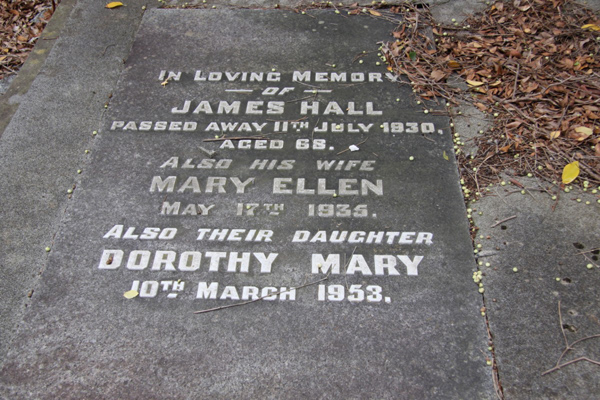 IN LOVING MEMORY
— OF —
JAMES HALL
PASSED AWAY 11TH JULY 1930.
AGED 68.
ALSO HIS WIFE
MARY ELLEN
MAY 17TH 1935.
ALSO THEIR DAUGHTER
DOROTHY MARY
10TH MARCH 1953.